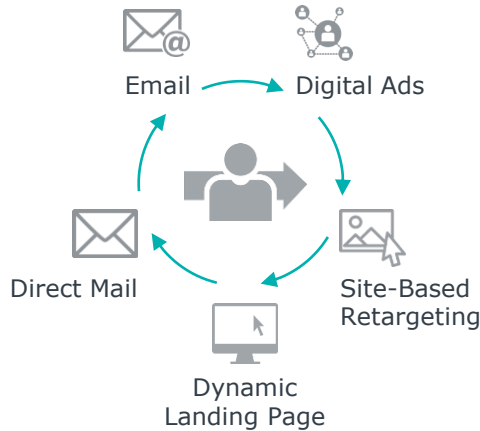 Email
Digital Ads
Direct Mail
Site-Based
Retargeting
Dynamic
Landing Page